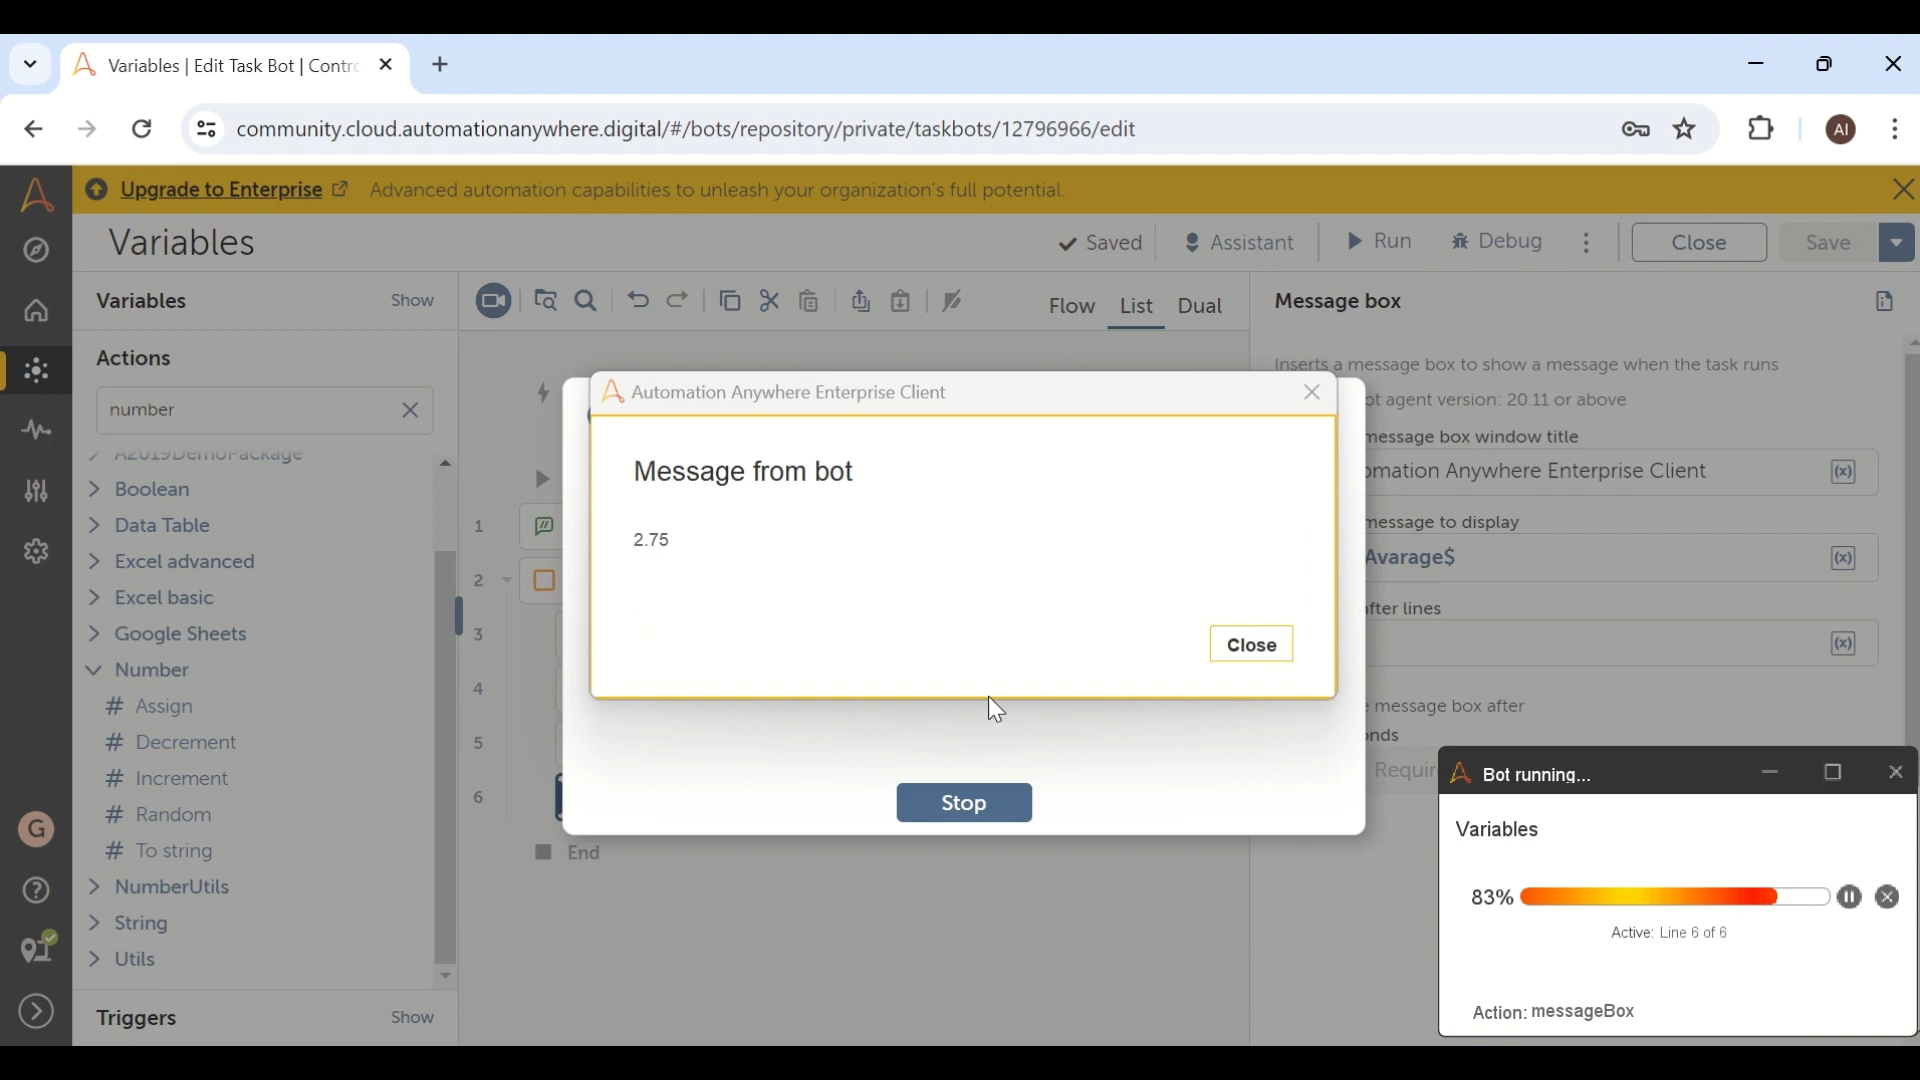 Variables | Edit Task Bot | Contro
community.cloud.automationanywhere.digital/#/bots/repository/private/taskbots/12796966/edit
AI
Upgrade to Enterprise Advanced automation capabilities to unleash your organization's full potential.
Variables
Saved
Assistant
Run
Debug
Close
Save
Variables
Show
Flow
List
Dual
Message box
Actions
number
A2019DemoPackage
Boolean
Data Table
Excel advanced
Excel basic
Google Sheets
Number
# Assign
# Decrement
# Increment
# Random
# To string
NumberUtils
String
Utils
Triggers
Show
G
1
2
3
4
5
6
End
Automation Anywhere Enterprise Client
Message from bot
2.75
Close
Stop
Inserts a message box to show a message when the task runs
ot agent version: 20.11 or above
message box window title
omation Anywhere Enterprise Client
(x)
message to display
Avarage$
(x)
after lines
(x)
message box after
onds
Requir
Bot running...
Variables
83%
Active: Line 6 of 6
Action: messageBox